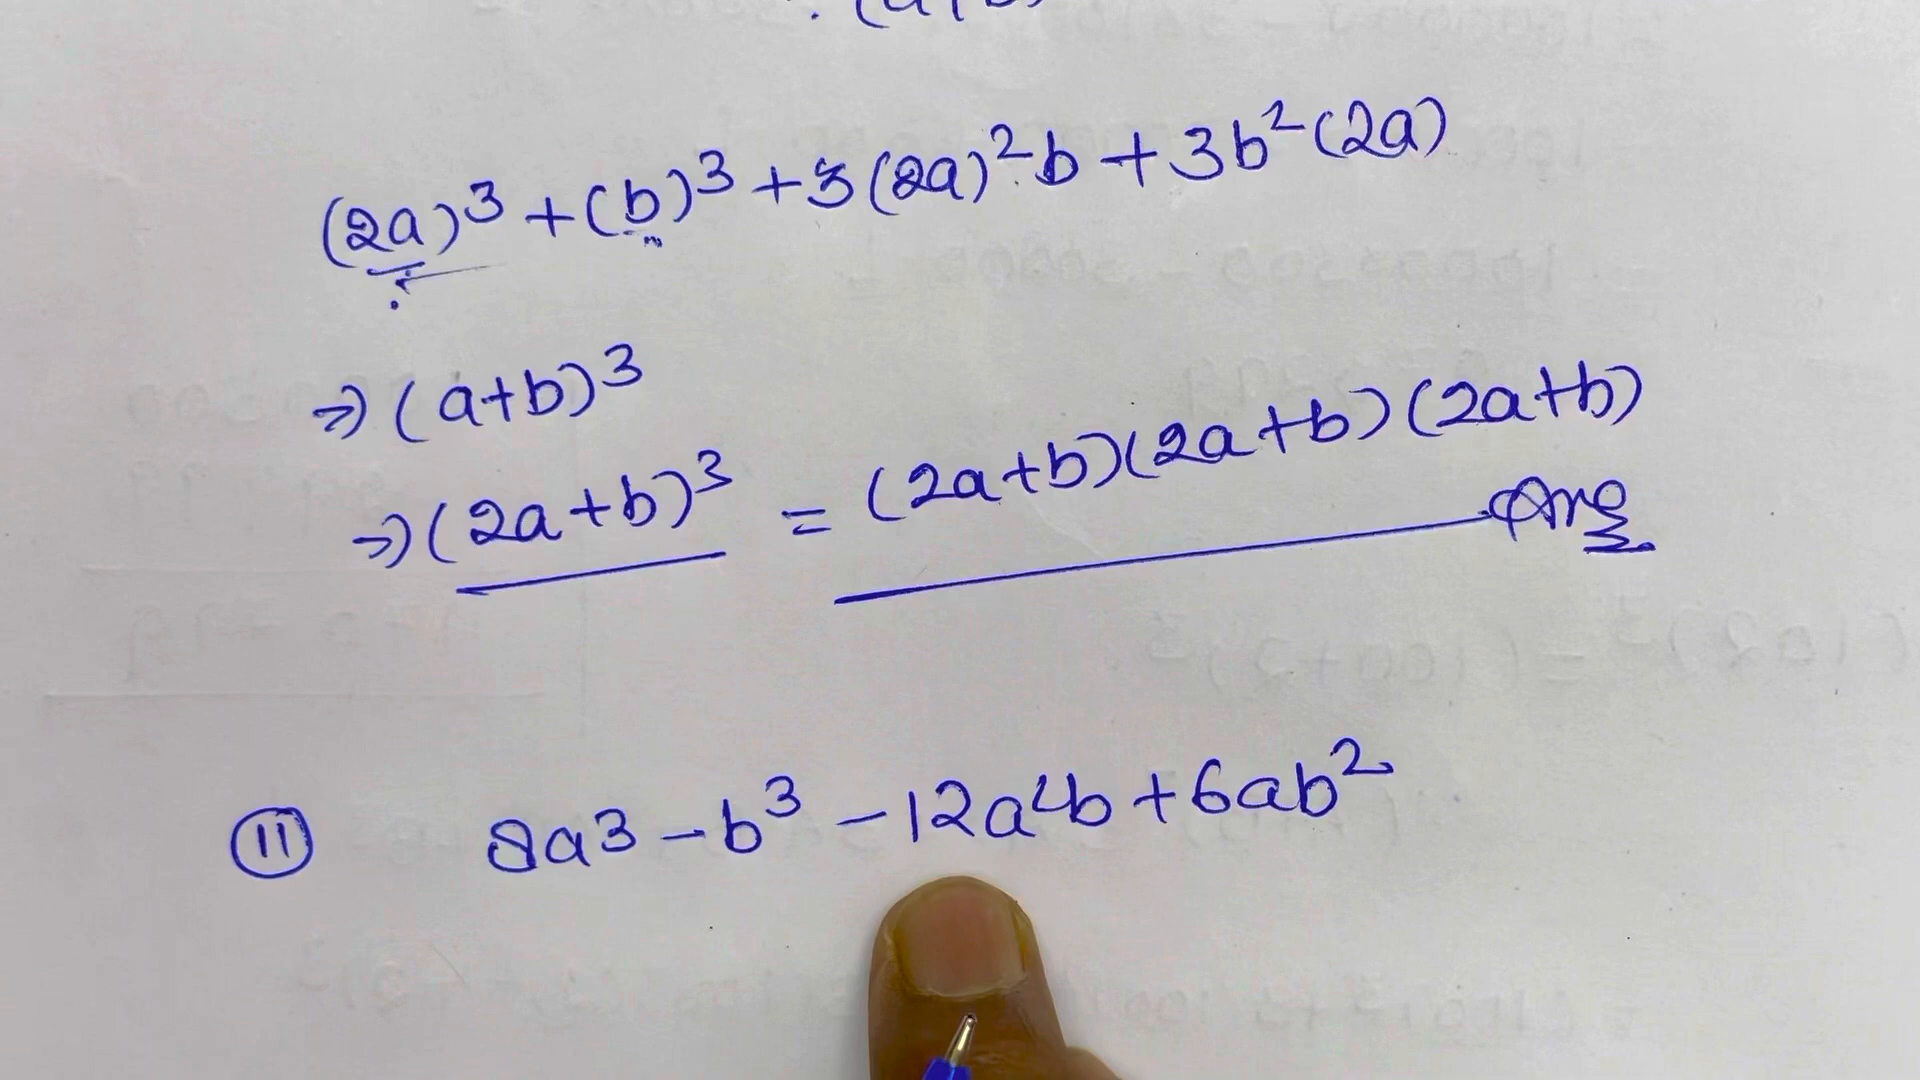 (2a)³ + (b)³ + 3(2a)²b + 3b²(2a)
⇒ (a+b)³
⇒ (2a+b)³ = (2a+b)(2a+b)(2a+b) Ans
(11) 8a³ - b³ - 12a²b + 6ab²